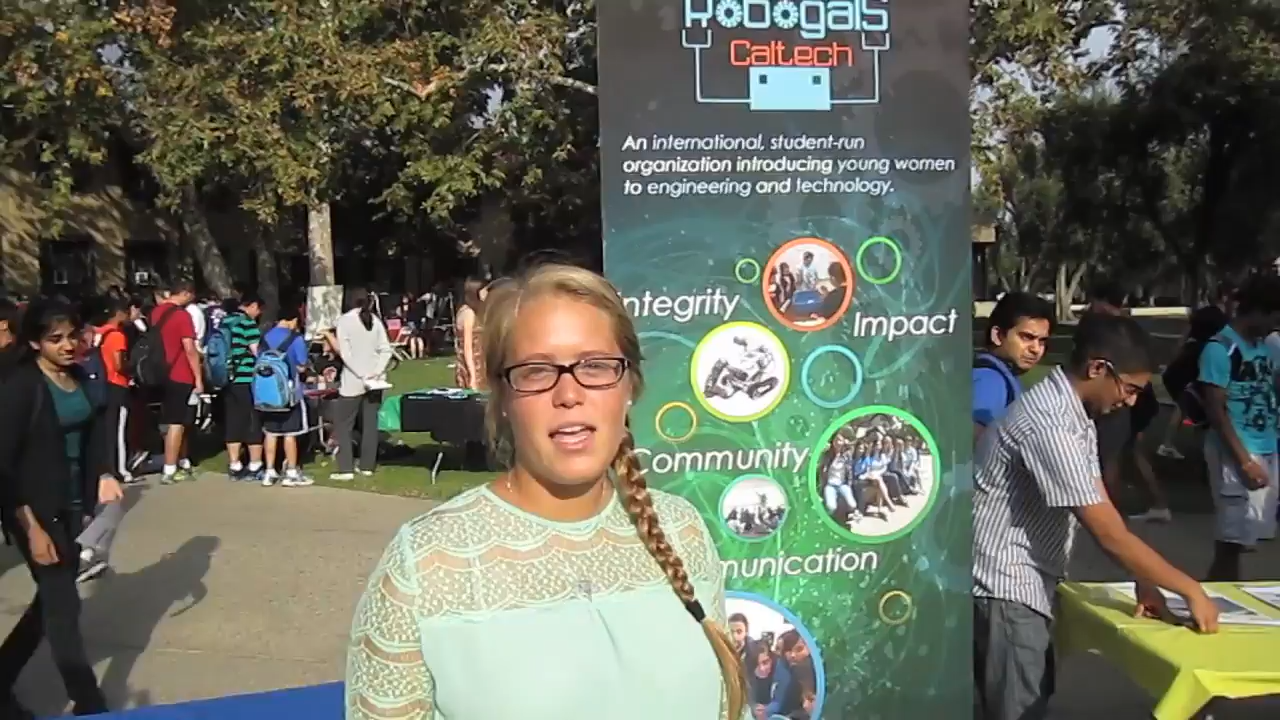 Robogals
Caltech
An international, student-run
organization introducing young women
to engineering and technology.
Integrity
Impact
Community
munication